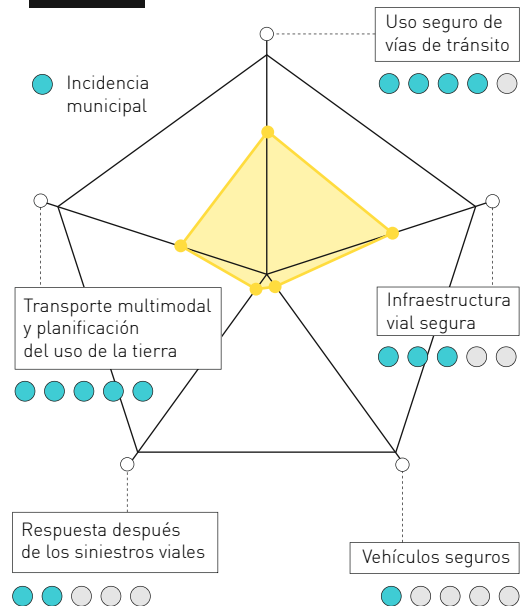 Uso seguro de
vías de tránsito
Incidencia
municipal
Transporte multimodal
y planificación
del uso de la tierra
Infraestructura
vial segura
Respuesta después
de los siniestros viales
Vehículos seguros